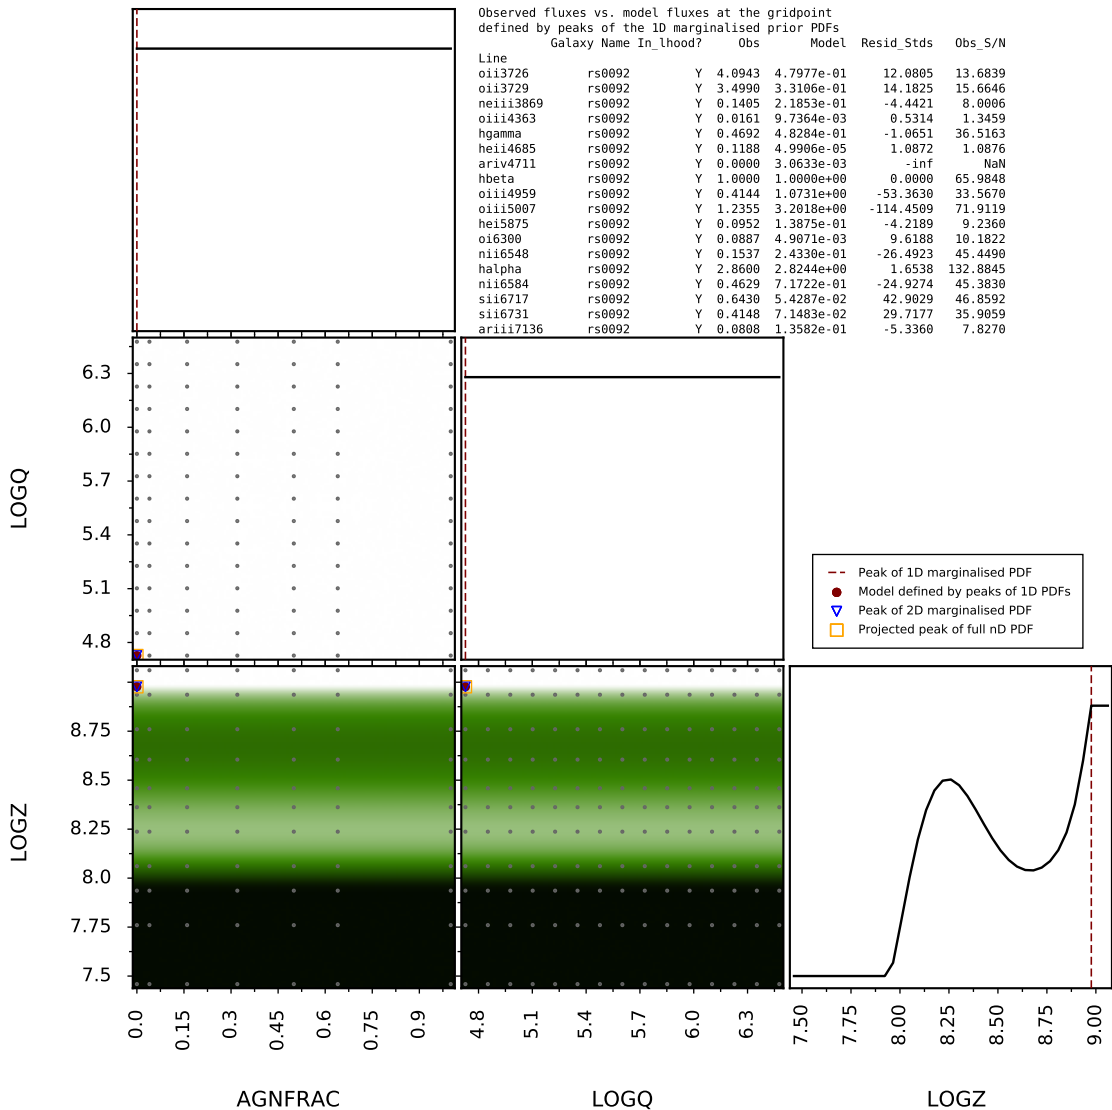 Observed fluxes vs. model fluxes at the gridpoint
defined by peaks of the 1D marginalised prior PDFs
Galaxy Name In_lhood? Obs Model Resid_Stds Obs_S/N
Line
oii3726 rs0092 Y 4.0943 4.7977e-01 12.0805 13.6839
oii3729 rs0092 Y 3.4990 3.3106e-01 14.1825 15.6646
neiii3869 rs0092 Y 0.1405 2.1853e-01 -4.4421 8.0006
oiii4363 rs0092 Y 0.0161 9.7364e-03 0.5314 1.3459
hgamma rs0092 Y 0.4692 4.8284e-01 -1.0651 36.5163
heii4685 rs0092 Y 0.1188 4.9906e-05 1.0872 1.0876
ariv4711 rs0092 Y 0.0000 3.0633e-03 -inf NaN
hbeta rs0092 Y 1.0000 1.0000e+00 0.0000 65.9848
oiii4959 rs0092 Y 0.4144 1.0731e+00 -53.3630 33.5670
oiii5007 rs0092 Y 1.2355 3.2018e+00 -114.4509 71.9119
hei5875 rs0092 Y 0.0952 1.3875e-01 -4.2189 9.2360
oi6300 rs0092 Y 0.0887 4.9071e-03 9.6188 10.1822
nii6548 rs0092 Y 0.1537 2.4330e-01 -26.4923 45.4490
halpha rs0092 Y 2.8600 2.8244e+00 1.6538 132.8845
nii6584 rs0092 Y 0.4629 7.1722e-01 -24.9274 45.3830
sii6717 rs0092 Y 0.6430 5.4287e-02 42.9029 46.8592
sii6731 rs0092 Y 0.4148 7.1483e-02 29.7177 35.9059
ariii7136 rs0092 Y 0.0808 1.3582e-01 -5.3360 7.8270
LOGQ
6.3
6.0
5.7
5.4
5.1
4.8
Peak of 1D marginalised PDF
Model defined by peaks of 1D PDFs
Peak of 2D marginalised PDF
Projected peak of full nD PDF
LOGZ
8.75
8.5
8.25
8.0
7.75
7.5
0.0 0.15 0.3 0.45 0.6 0.75 0.9
4.8 5.1 5.4 5.7 6.0 6.3
7.50 7.75 8.00 8.25 8.50 8.75 9.00
AGNFRAC
LOGQ
LOGZ